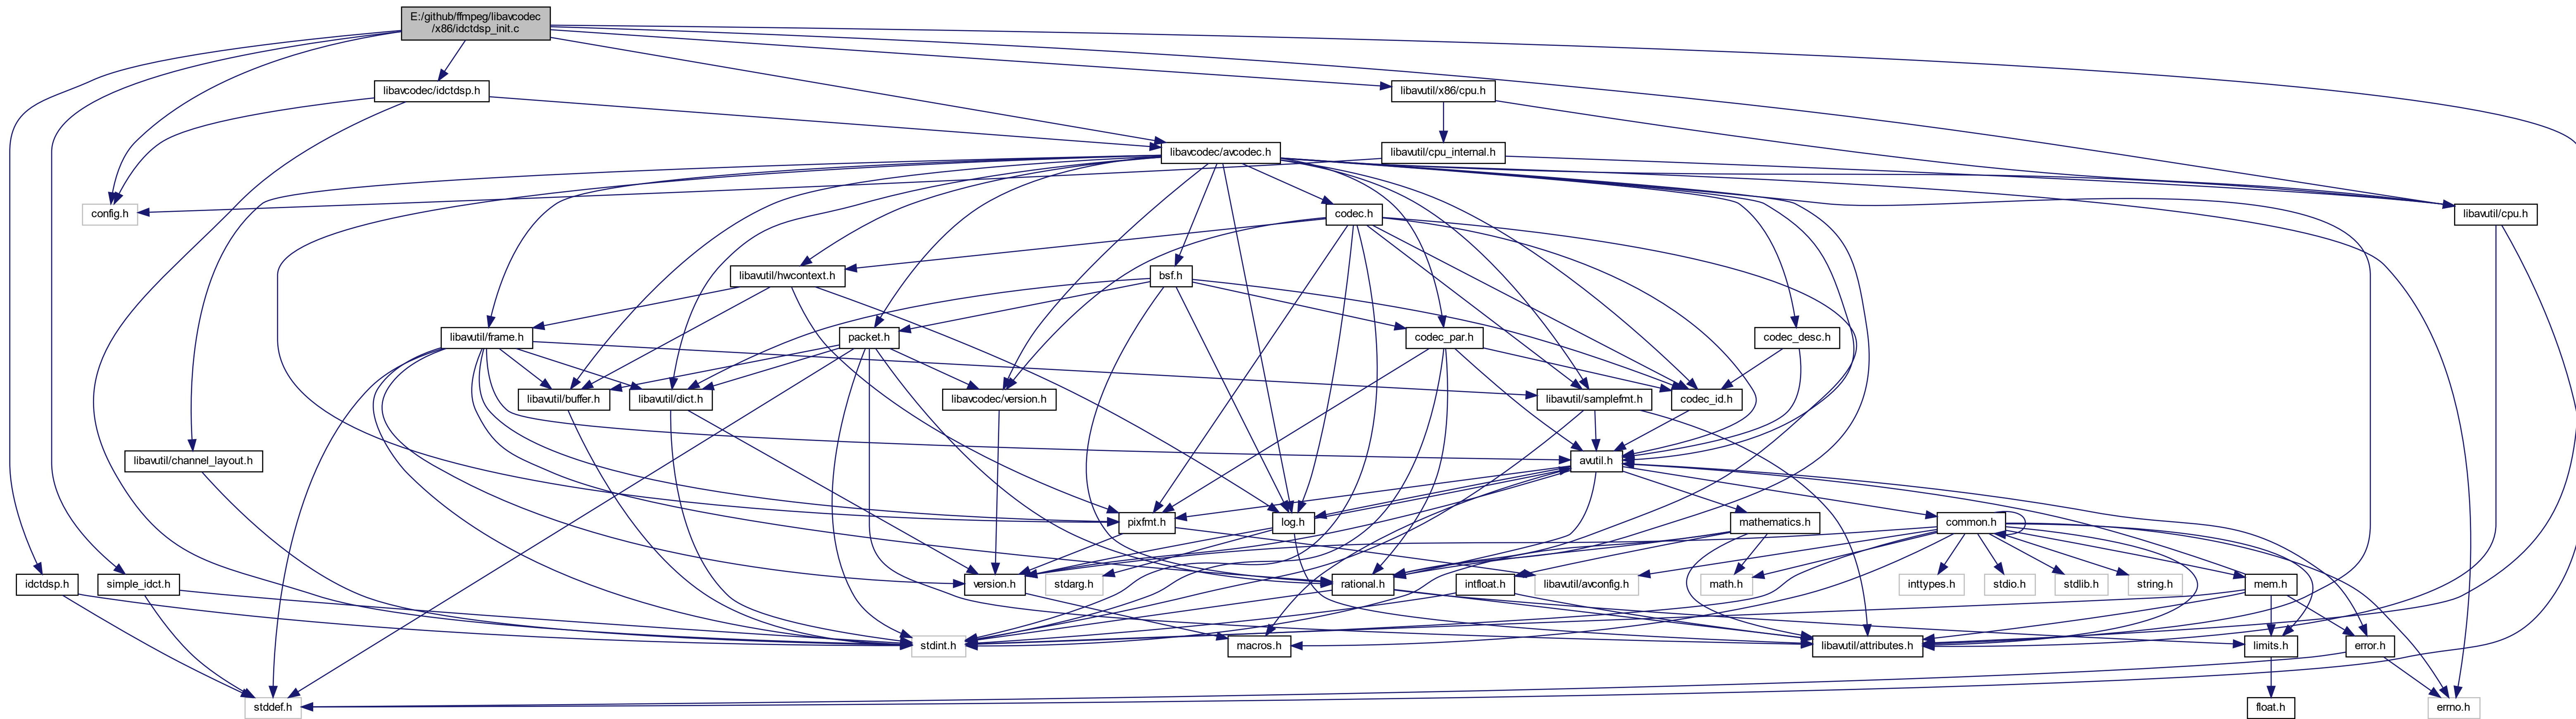 E:/github/ffmpeg/libavcodec
/x86/idctdsp_init.c
libavcodec/idctdsp.h
libavutil/x86/cpu.h
libavcodec/avcodec.h
libavutil/cpu_internal.h
config.h
codec.h
libavutil/cpu.h
libavutil/hwcontext.h
bsf.h
libavutil/frame.h
packet.h
codec_par.h
codec_desc.h
libavutil/buffer.h
libavutil/dict.h
libavcodec/version.h
libavutil/samplefmt.h
codec_id.h
libavutil/channel_layout.h
avutil.h
pixfmt.h
log.h
mathematics.h
common.h
idctdsp.h
simple_idct.h
version.h
stdarg.h
rational.h
intfloat.h
libavutil/avconfig.h
math.h
inttypes.h
stdio.h
stdlib.h
string.h
mem.h
stdint.h
macros.h
libavutil/attributes.h
limits.h
error.h
stddef.h
float.h
errno.h